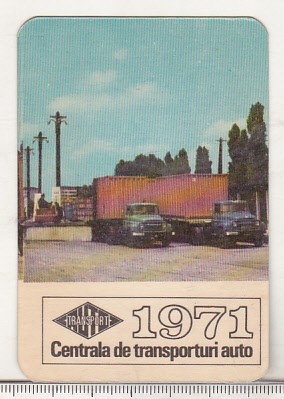 TRANSPORT
1971
Centrala de transporturi auto